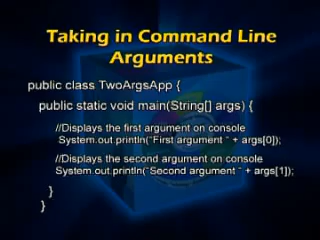 Taking in Command Line
Arguments
public class TwoArgsApp {
public static void main(String[] args) {
//Displays the first argument on console
System.out.println("First argument " + args[0]);
//Displays the second argument on console
System.out.println("Second argument " + args[1]);
}
}